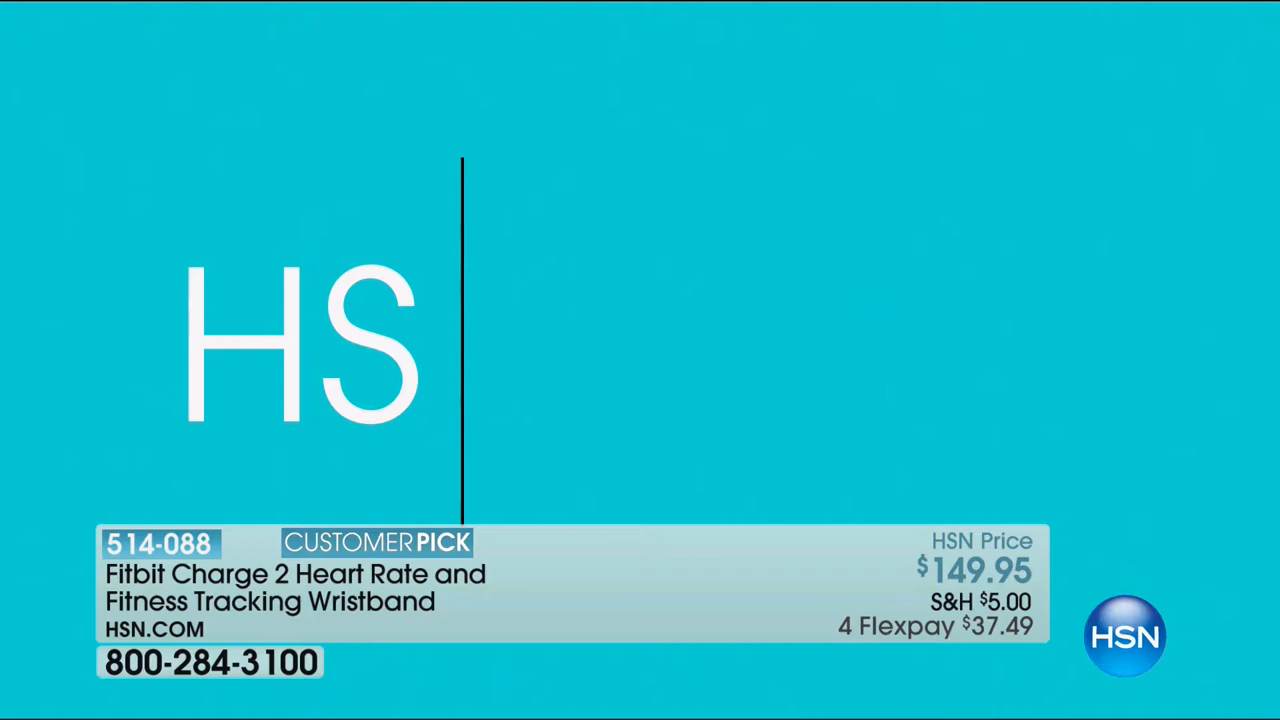 HS
514-088 CUSTOMERPICK
Fitbit Charge 2 Heart Rate and
Fitness Tracking Wristband
HSN.COM
800-284-3100
HSN Price
$149.95
S&H $5.00
4 Flexpay $37.49
HSN